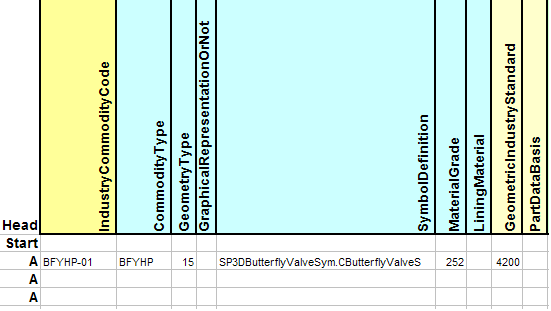 Head IndustryCommodityCode CommodityType GeometryType GraphicalRepresentationOrNot SymbolDefinition MaterialGrade LiningMaterial GeometricIndustryStandard PartDataBasis
Start
A BFYHP-01 BFYHP 15 SP3DButterflyValveSym.CButterflyValveS 252 4200
A
A